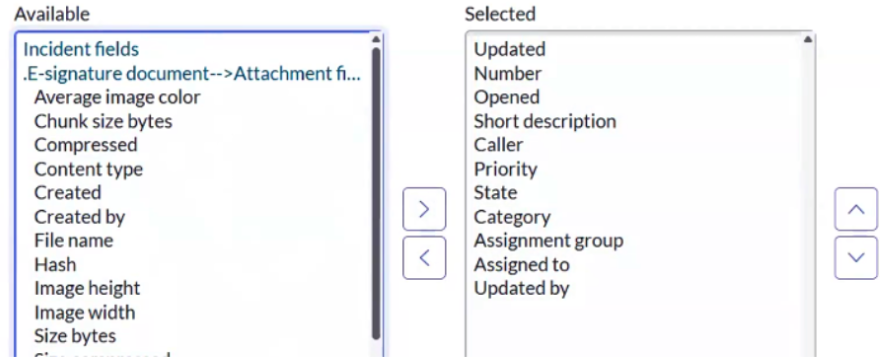 Available
Incident fields
.E-signature document-->Attachment fi...
Average image color
Chunk size bytes
Compressed
Content type
Created
Created by
File name
Hash
Image height
Image width
Size bytes
Selected
Updated
Number
Opened
Short description
Caller
Priority
State
Category
Assignment group
Assigned to
Updated by